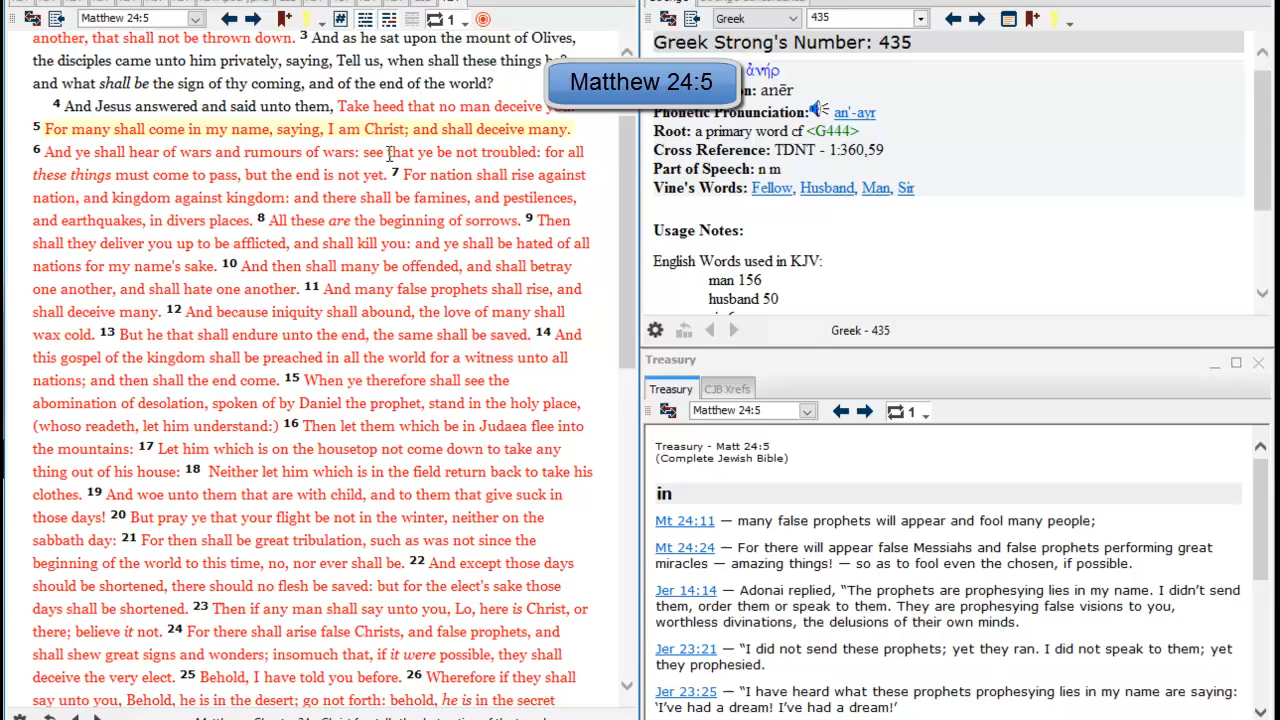 Matthew 24:5
1
another, that shall not be thrown down. 3 And as he sat upon the mount of Olives,
the disciples came unto him privately, saying, Tell us, when shall these things be?
and what shall be the sign of thy coming, and of the end of the world?
4 And Jesus answered and said unto them, Take heed that no man deceive
5 For many shall come in my name, saying, I am Christ; and shall deceive many.
6 And ye shall hear of wars and rumours of wars: see that ye be not troubled: for all
these things must come to pass, but the end is not yet. 7 For nation shall rise against
nation, and kingdom against kingdom: and there shall be famines, and pestilences,
and earthquakes, in divers places. 8 All these are the beginning of sorrows. 9 Then
shall they deliver you up to be afflicted, and shall kill you: and ye shall be hated of all
nations for my name's sake. 10 And then shall many be offended, and shall betray
one another, and shall hate one another. 11 And many false prophets shall rise, and
shall deceive many. 12 And because iniquity shall abound, the love of many shall
wax cold. 13 But he that shall endure unto the end, the same shall be saved. 14 And
this gospel of the kingdom shall be preached in all the world for a witness unto all
nations; and then shall the end come. 15 When ye therefore shall see the
abomination of desolation, spoken of by Daniel the prophet, stand in the holy place,
(whoso readeth, let him understand:) 16 Then let them which be in Judaea flee into
the mountains: 17 Let him which is on the housetop not come down to take any
thing out of his house: 18 Neither let him which is in the field return back to take his
clothes. 19 And woe unto them that are with child, and to them that give suck in
those days! 20 But pray ye that your flight be not in the winter, neither on the
sabbath day: 21 For then shall be great tribulation, such as was not since the
beginning of the world to this time, no, nor ever shall be. 22 And except those days
should be shortened, there should no flesh be saved: but for the elect's sake those
days shall be shortened. 23 Then if any man shall say unto you, Lo, here is Christ, or
there; believe it not. 24 For there shall arise false Christs, and false prophets, and
shall shew great signs and wonders; insomuch that, if it were possible, they shall
deceive the very elect. 25 Behold, I have told you before. 26 Wherefore if they shall
say unto you, Behold, he is in the desert; go not forth: behold, he is in the secret
Matthew 24:5
Greek
435
Greek Strong's Number: 435
ἀνήρ
anēr
Phonetic Pronunciation: an'-ayr
Root: a primary word cf <G444>
Cross Reference: TDNT - 1:360,59
Part of Speech: n m
Vine's Words: Fellow, Husband, Man, Sir
Usage Notes:
English Words used in KJV:
man 156
husband 50
Greek - 435
Treasury
Treasury CJB Xrefs
Matthew 24:5
1
Treasury - Matt 24:5
(Complete Jewish Bible)
in
Mt 24:11 — many false prophets will appear and fool many people;
Mt 24:24 — For there will appear false Messiahs and false prophets performing great
miracles — amazing things! — so as to fool even the chosen, if possible.
Jer 14:14 — Adonai replied, “The prophets are prophesying lies in my name. I didn’t send
them, order them or speak to them. They are prophesying false visions to you,
worthless divinations, the delusions of their own minds.
Jer 23:21 — “I did not send these prophets; yet they ran. I did not speak to them; yet
they prophesied.
Jer 23:25 — “I have heard what these prophets prophesying lies in my name are saying:
‘I’ve had a dream! I’ve had a dream!’